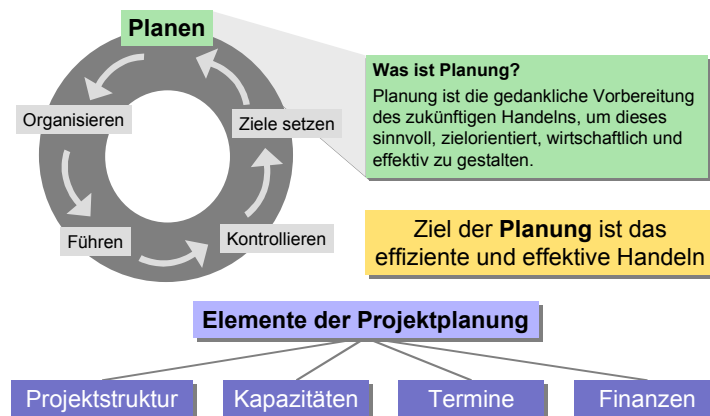 Planen
Organisieren
Ziele setzen
Führen
Kontrollieren
Was ist Planung?
Planung ist die gedankliche Vorbereitung
des zukünftigen Handelns, um dieses
sinnvoll, zielorientiert, wirtschaftlich und
effektiv zu gestalten.
Ziel der Planung ist das
effiziente und effektive Handeln
Elemente der Projektplanung
Projektstruktur
Kapazitäten
Termine
Finanzen